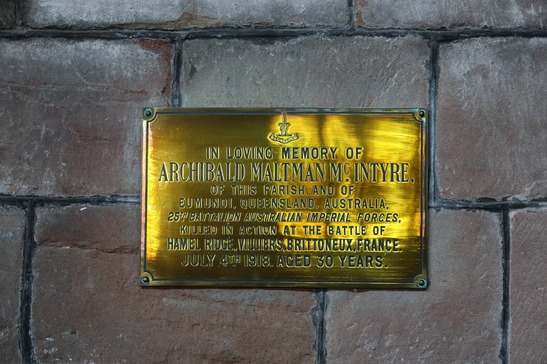 IN LOVING MEMORY OF
ARCHIBALD MALTMAN McINTYRE,
OF THIS PARISH AND OF
EUMUNDI, QUEENSLAND, AUSTRALIA,
25TH BATTALION AUSTRALIAN IMPERIAL FORCES,
KILLED IN ACTION AT THE BATTLE OF
HAMEL RIDGE, VILLIERS, BRITTONEUX, FRANCE.
JULY 4TH 1918. AGED 30 YEARS.